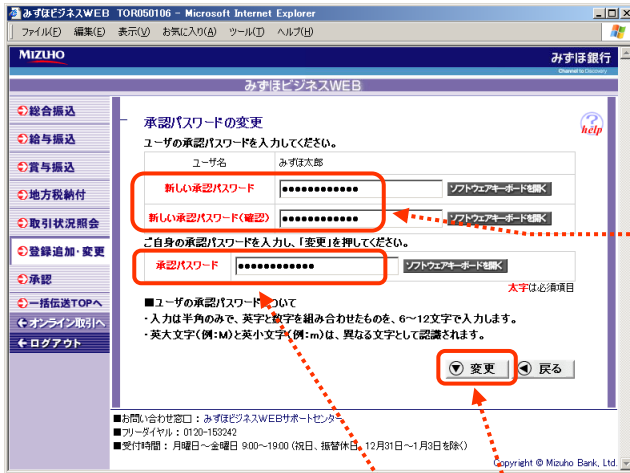 みずほビジネスWEB TOR050106 - Microsoft Internet Explorer
ファイル(F) 編集(E) 表示(V) お気に入り(A) ツール(T) ヘルプ(H)
MIZUHO
みずほ銀行
Channel to Discovery
みずほビジネスWEB
総合振込
給与振込
賞与振込
地方税納付
取引状況照会
登録追加・変更
承認
一括伝送TOPへ
オンライン取引へ
ログアウト
承認パスワードの変更
help
ユーザの承認パスワードを入力してください。
ユーザ名 みずほ太郎
新しい承認パスワード ●●●●●●●●●●●● ソフトウェアキーボードを開く
新しい承認パスワード(確認) ●●●●●●●●●●●● ソフトウェアキーボードを開く
ご自身の承認パスワードを入力し、「変更」を押してください。
承認パスワード ●●●●●●●●●●●● ソフトウェアキーボードを開く
太字は必須項目
■ユーザの承認パスワードについて
・入力は半角のみで、英字と数字を組み合わせたものを、6～12文字で入力します。
・英大文字(例:M)と英小文字(例:m)は、異なる文字として認識されます。
変更 戻る
■お問い合わせ窓口：みずほビジネスWEBサポートセンター
■フリーダイヤル：0120-153242
■受付時間：月曜日～金曜日 9:00～19:00 (祝日、振替休日、12月31日～1月3日を除く)
Copyright © Mizuho Bank, Ltd.